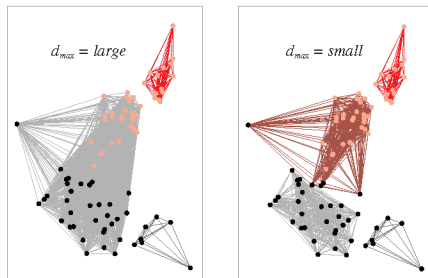 d_max = large
d_max = small